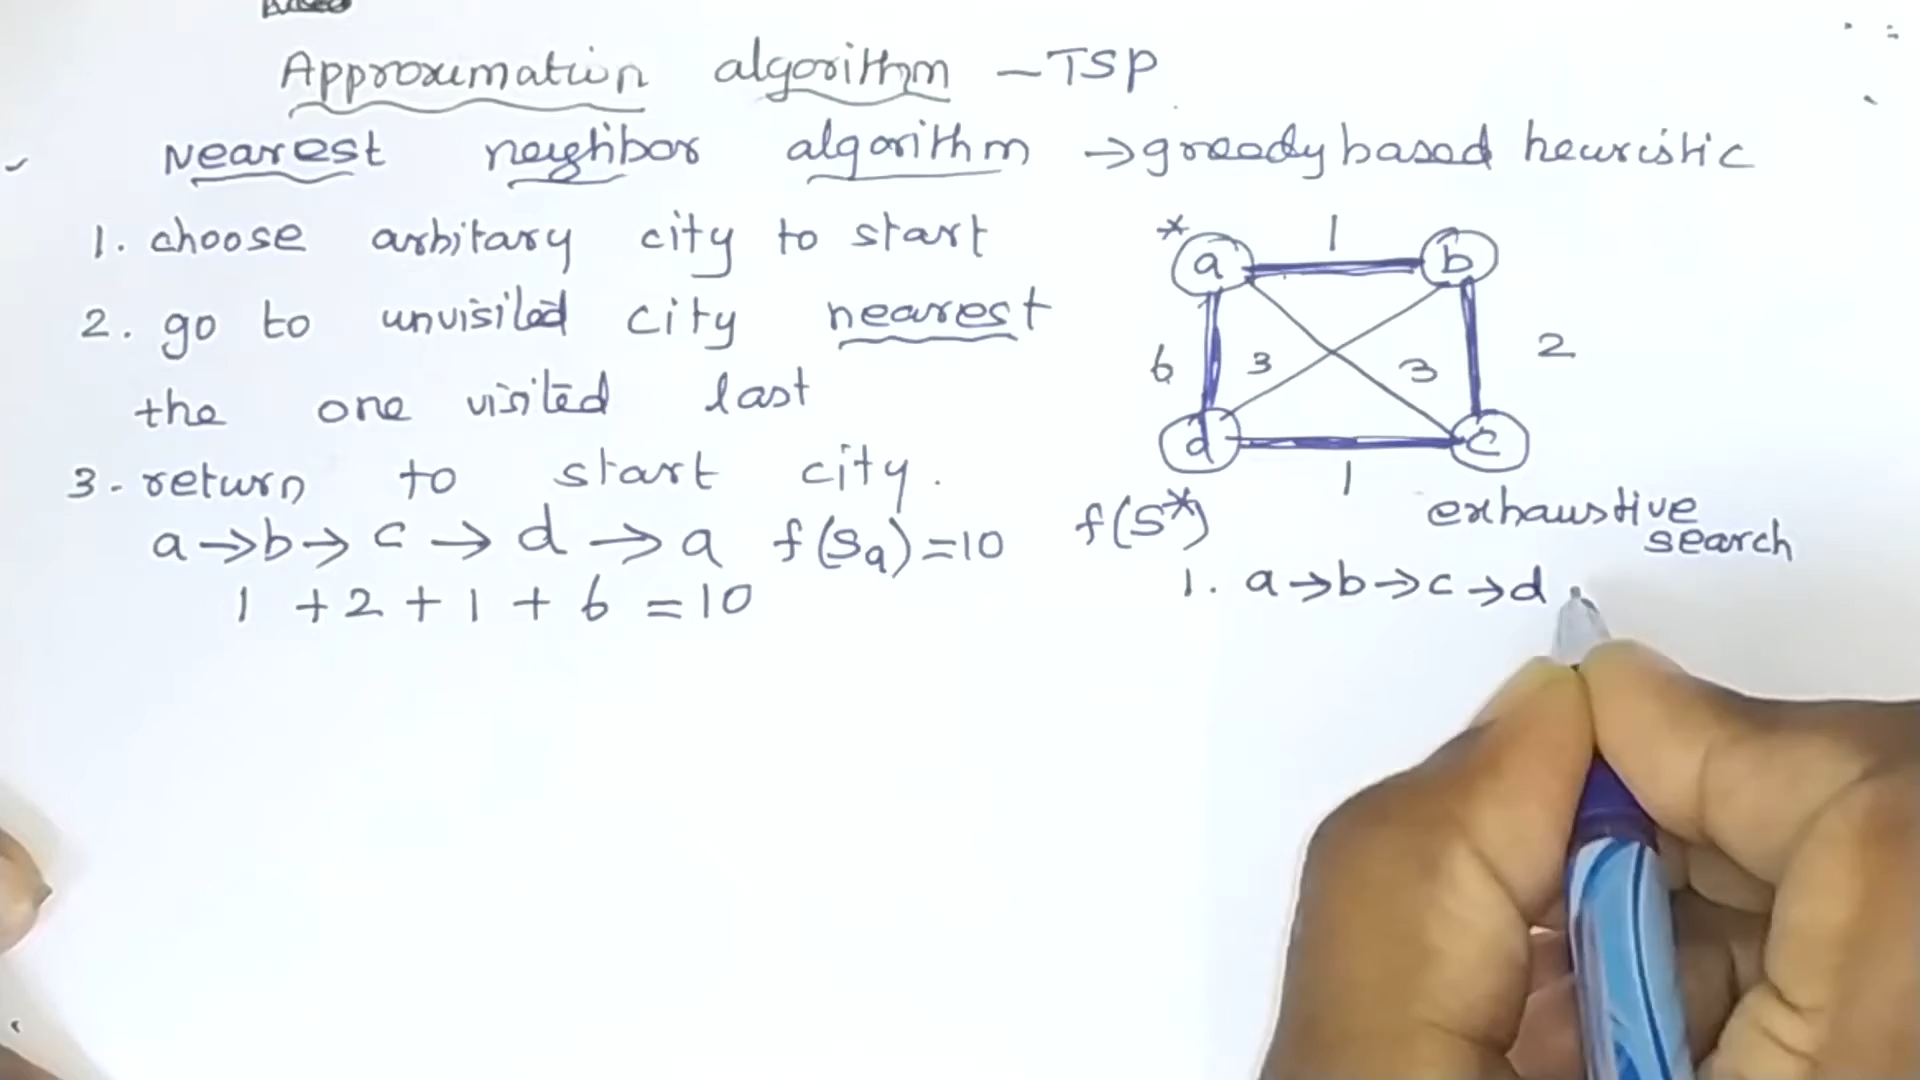 Approximation algorithm - TSP
Nearest neighbor algorithm → greedy based heuristic
1. choose arbitary city to start
2. go to unvisited city nearest
the one visited last
3. return to start city.
a → b → c → d → a f(Sa) = 10
1 + 2 + 1 + 6 = 10
* a 1 b
6 3 3 2
d 1 c
f(S*) exhaustive
search
1. a → b → c → d